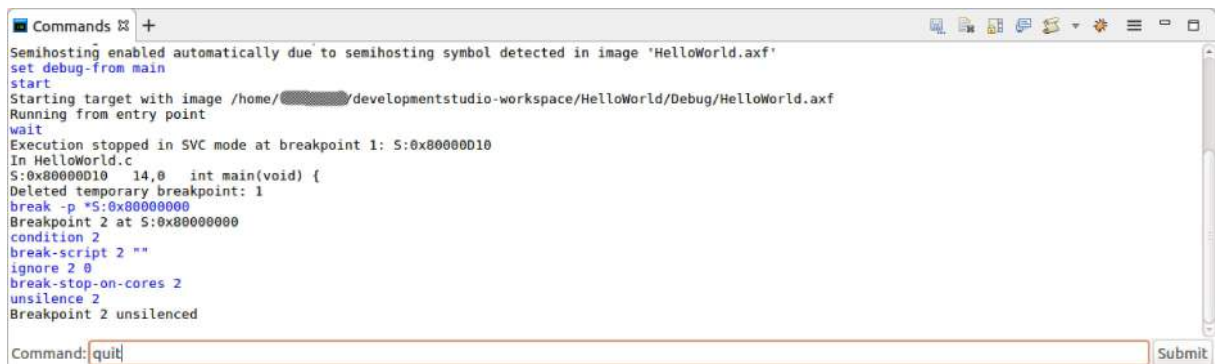 Commands
Semihosting enabled automatically due to semihosting symbol detected in image 'HelloWorld.axf'
set debug-from main
start
Starting target with image /home/ /developmentstudio-workspace/HelloWorld/Debug/HelloWorld.axf
Running from entry point
wait
Execution stopped in SVC mode at breakpoint 1: S:0x80000D10
In HelloWorld.c
S:0x80000D10 14,0 int main(void) {
Deleted temporary breakpoint: 1
break -p *S:0x80000000
Breakpoint 2 at S:0x80000000
condition 2
break-script 2 ""
ignore 2 0
break-stop-on-cores 2
unsilence 2
Breakpoint 2 unsilenced
Command: quit Submit